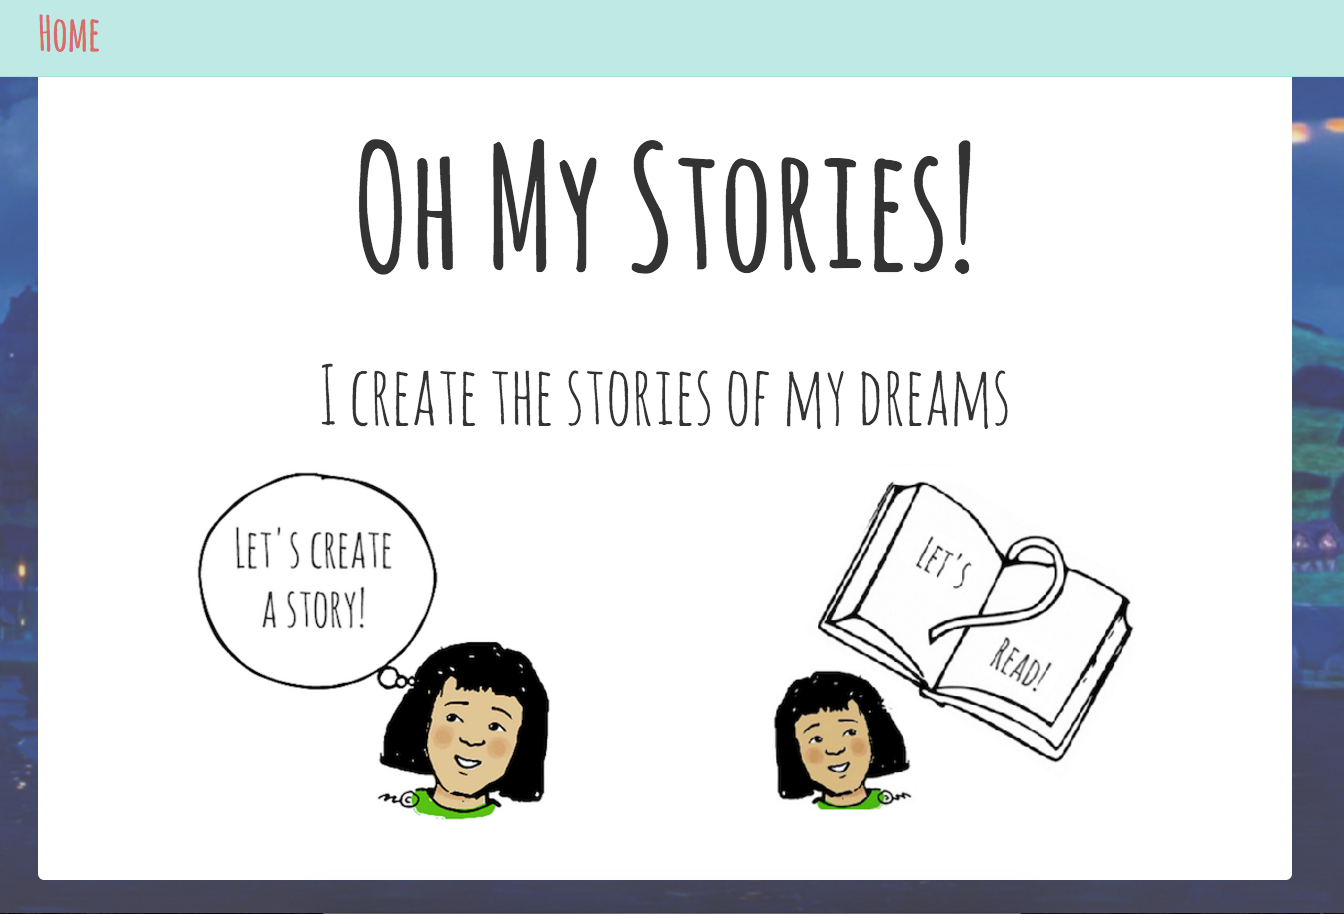 Home
Oh My Stories!
I create the stories of my dreams
Let's create
a story!
Let's
Read!